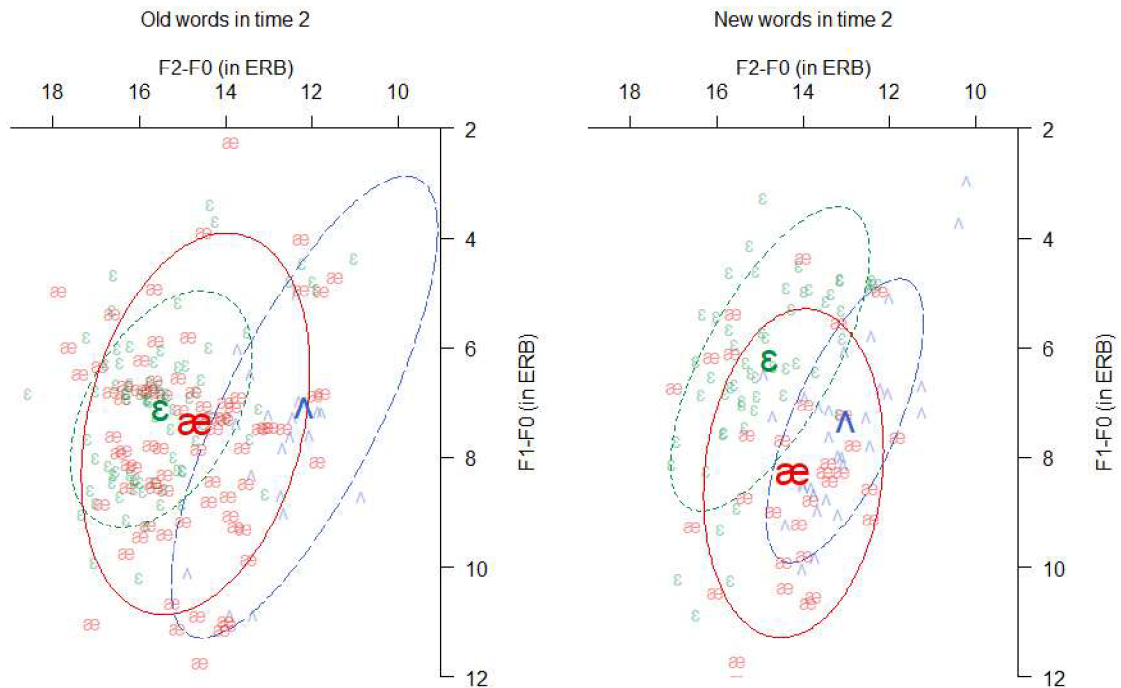 Old words in time 2
F2-F0 (in ERB)
18 16 14 12 10
2
4
6
8
10
12
F1-F0 (in ERB)
ɛ
æ
ʌ
New words in time 2
F2-F0 (in ERB)
18 16 14 12 10
2
4
6
8
10
12
F1-F0 (in ERB)
ɛ
æ
ʌ